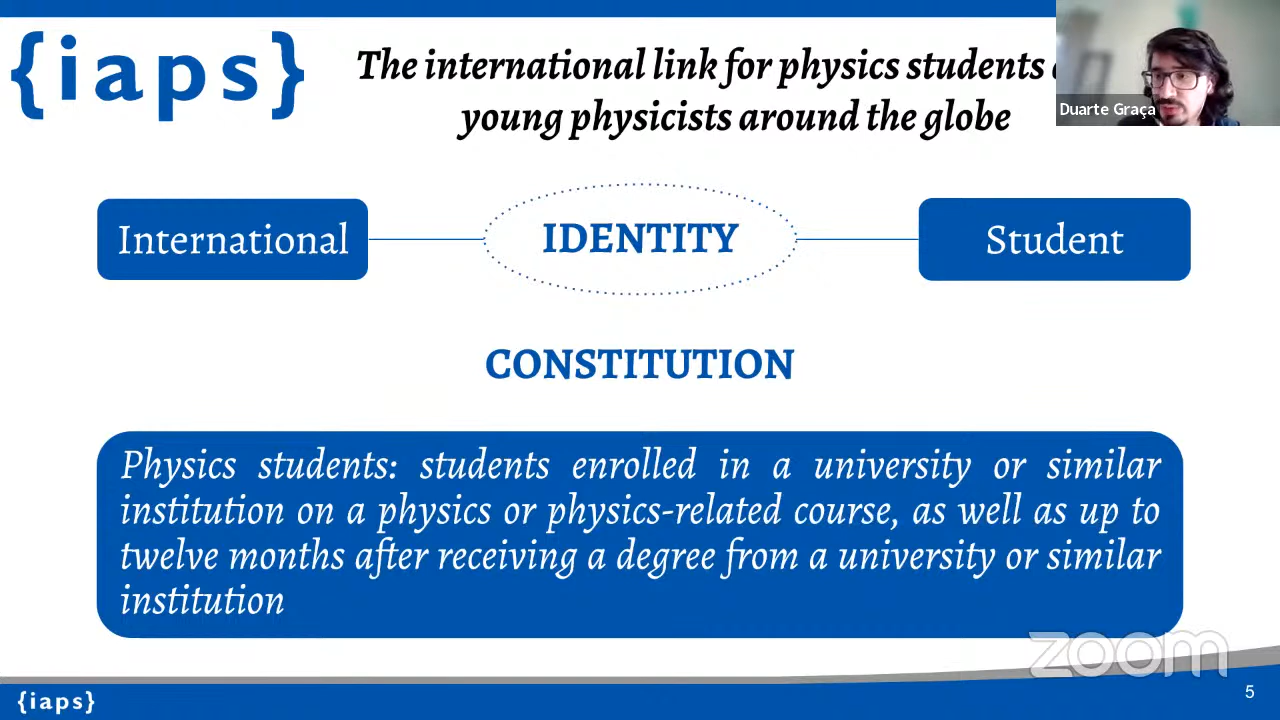 {iaps}
The international link for physics students
young physicists around the globe
Duarte Graça
International
IDENTITY
Student
CONSTITUTION
Physics students: students enrolled in a university or similar
institution on a physics or physics-related course, as well as up to
twelve months after receiving a degree from a university or similar
institution
zoom
{iaps}
5